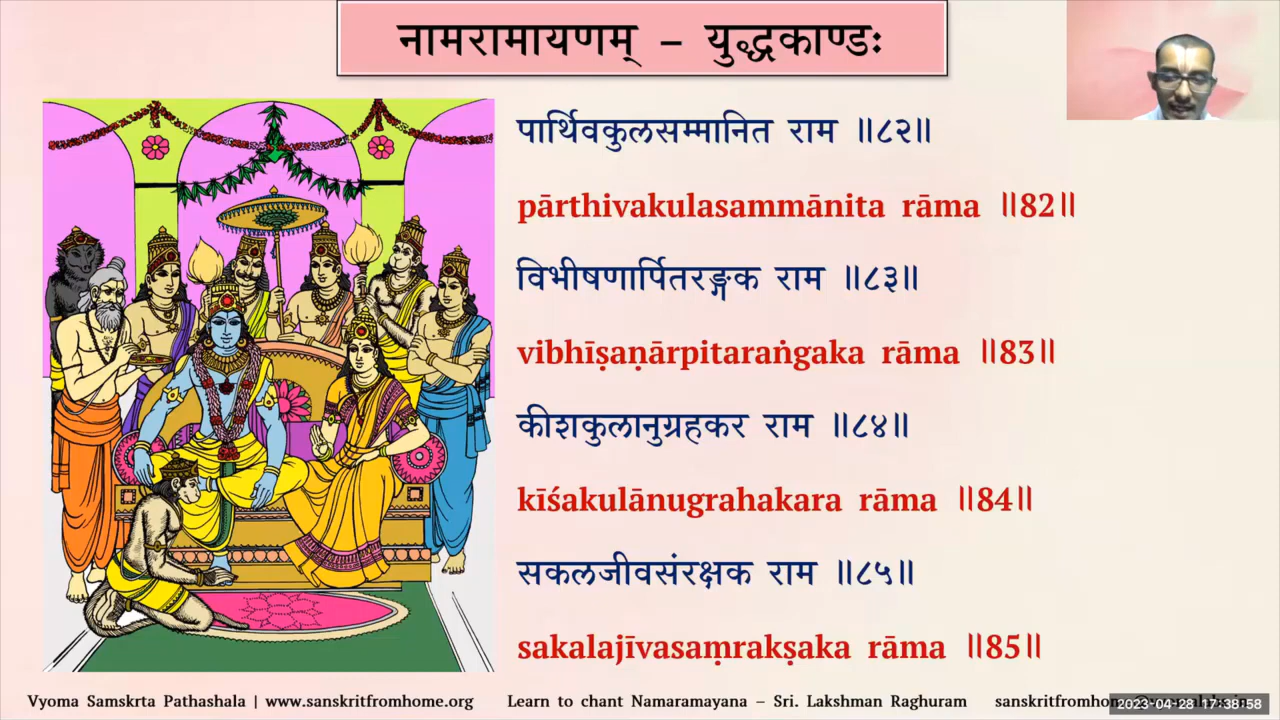 नामरामायणम् – युद्धकाण्डः
पार्थिवकुलसम्मानित राम ॥८२॥
pārthivakulasammānita rāma ॥82॥
विभीषणार्पितरङ्गक राम ॥८३॥
vibhīṣaṇārpitaraṅgaka rāma ॥83॥
कीशकुलानुग्रहकर राम ॥८४॥
kīśakulānugrahakara rāma ॥84॥
सकलजीवसंरक्षक राम ॥८५॥
sakalajīvasaṃrakṣaka rāma ॥85॥
Vyoma Samskrta Pathashala | www.sanskritfromhome.org Learn to chant Namaramayana – Sri. Lakshman Raghuram
2023-04-28 17:38:58